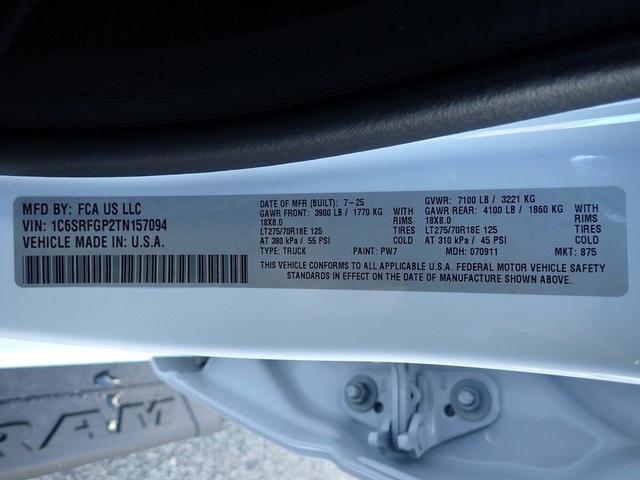 MFD BY: FCA US LLC
VIN: 1C6SRFGP2TN157094
VEHICLE MADE IN: U.S.A.
DATE OF MFR (BUILT): 7-25
GAWR FRONT: 3900 LB / 1770 KG WITH
18X8.0 RIMS
LT275/70R18E 125 TIRES
AT 380 kPa / 55 PSI COLD
TYPE: TRUCK PAINT: PW7
GVWR: 7100 LB / 3221 KG
GAWR REAR: 4100 LB / 1860 KG WITH
18X8.0 RIMS
LT275/70R18E 125 TIRES
AT 310 kPa / 45 PSI COLD
MDH: 070911 MKT: 875
THIS VEHICLE CONFORMS TO ALL APPLICABLE U.S.A. FEDERAL MOTOR VEHICLE SAFETY
STANDARDS IN EFFECT ON THE DATE OF MANUFACTURE SHOWN ABOVE.
RAM